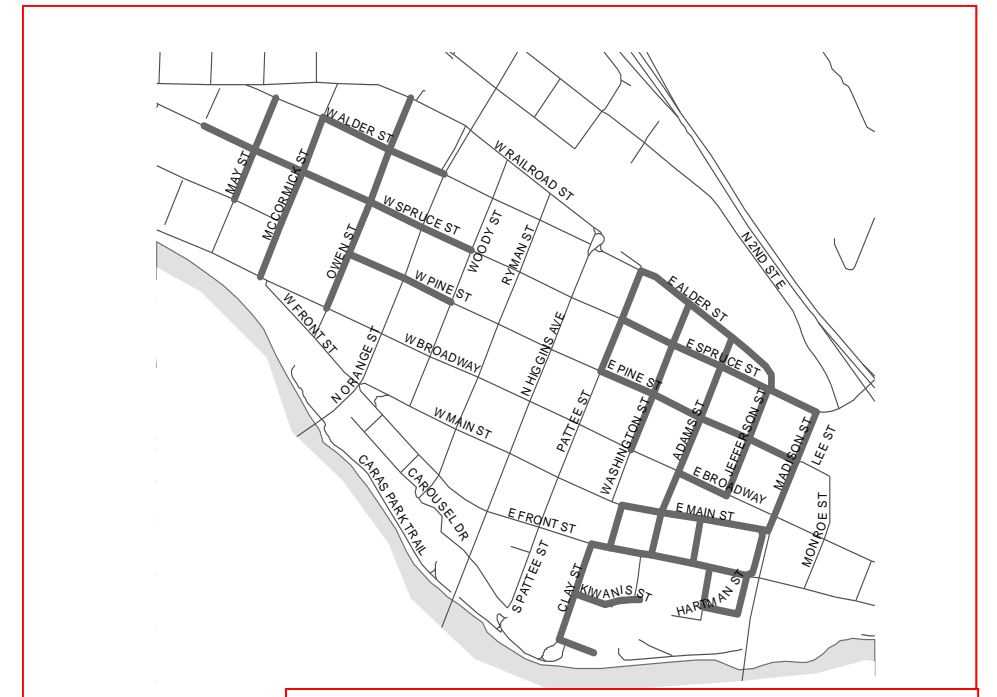 W ALDER ST
W RAILROAD ST
MAY ST
MCCORMICK ST
W SPRUCE ST
WOODY ST
RYMAN ST
OWEN ST
N 2ND ST E
W PINE ST
E ALDER ST
W FRONT ST
N ORANGE ST
W BROADWAY
N HIGGINS AVE
E SPRUCE ST
E PINE ST
PATTEE ST
WASHINGTON ST
ADAMS ST
JEFFERSON ST
MADISON ST
LEE ST
W MAIN ST
E BROADWAY
CARAS PARK TRAIL
CAROUSEL DR
E FRONT ST
E MAIN ST
MONROE ST
S PATTEE ST
CLAY ST
KIWANIS ST
HARTMAN ST